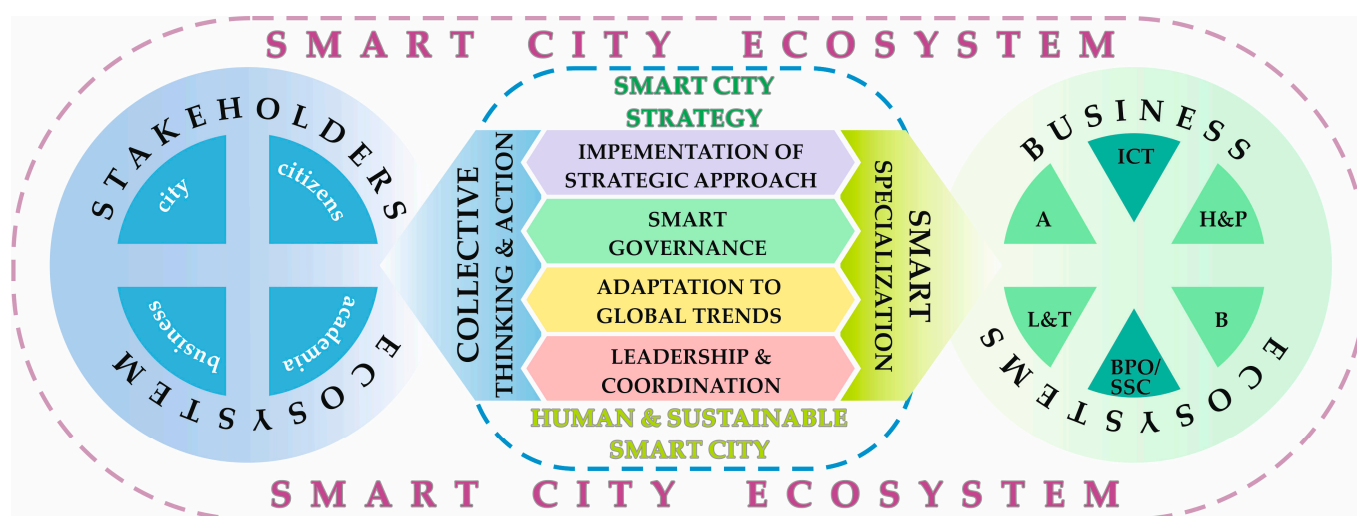 SMART CITY ECOSYSTEM
STAKEHOLDERS
ECOSYSTEM
city
citizens
business
academia
COLLECTIVE
THINKING & ACTION
SMART CITY
STRATEGY
IMPEMENTATION OF
STRATEGIC APPROACH
SMART
GOVERNANCE
ADAPTATION TO
GLOBAL TRENDS
LEADERSHIP &
COORDINATION
HUMAN & SUSTAINABLE
SMART CITY
SMART
SPECIALIZATION
BUSINESS
ECOSYSTEMS
ICT
A
H&P
L&T
B
BPO/
SSC
SMART CITY ECOSYSTEM